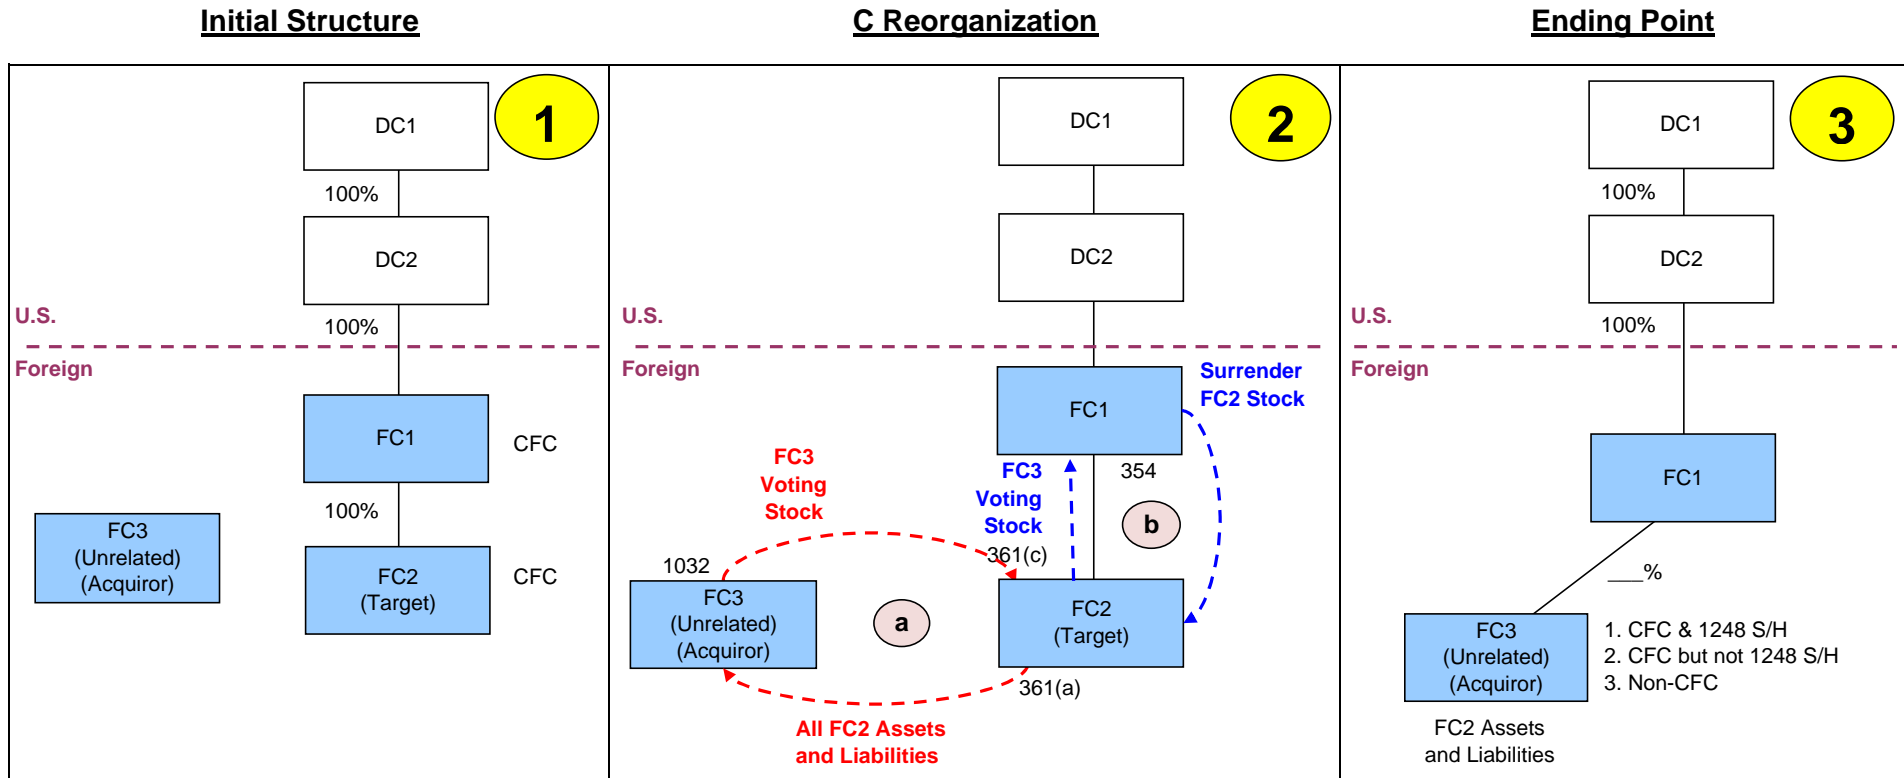 Initial Structure
C Reorganization
Ending Point
1
DC1
100%
DC2
U.S.
100%
Foreign
FC1
CFC
100%
FC3
(Unrelated)
(Acquiror)
FC2
(Target)
CFC
2
DC1
DC2
U.S.
Foreign
Surrender
FC2 Stock
FC1
FC3
Voting
Stock
FC3
Voting
Stock
354
b
361(c)
1032
FC3
(Unrelated)
(Acquiror)
a
FC2
(Target)
361(a)
All FC2 Assets
and Liabilities
3
DC1
100%
DC2
U.S.
100%
Foreign
FC1
___%
FC3
(Unrelated)
(Acquiror)
1. CFC & 1248 S/H
2. CFC but not 1248 S/H
3. Non-CFC
FC2 Assets
and Liabilities